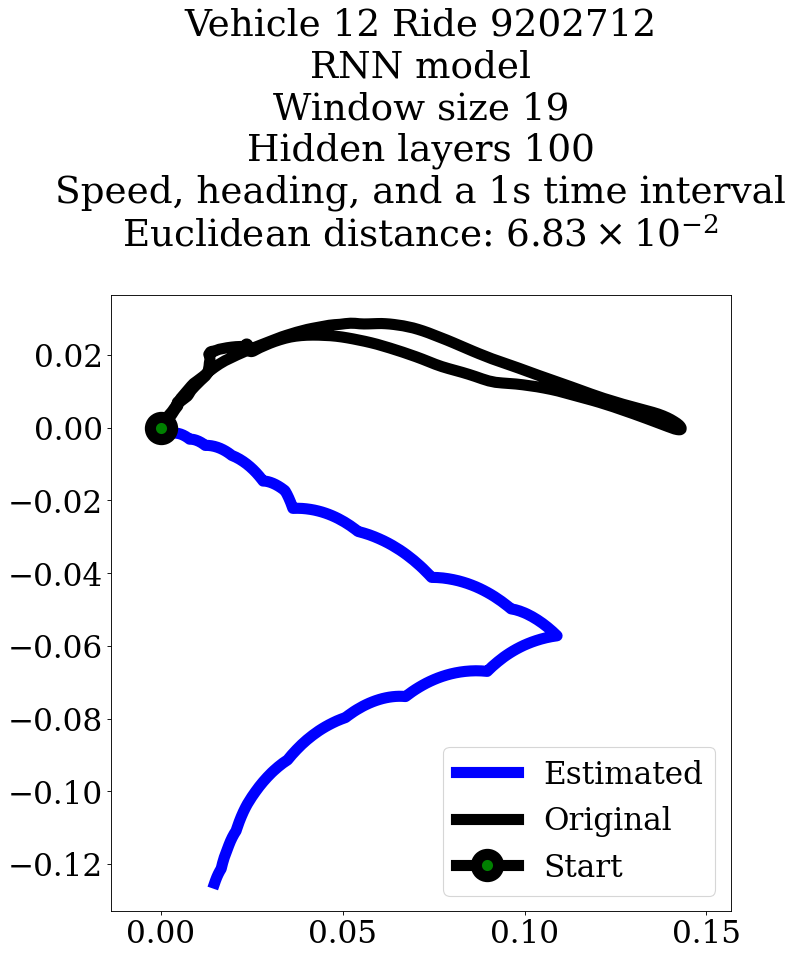 Vehicle 12 Ride 9202712
RNN model
Window size 19
Hidden layers 100
Speed, heading, and a 1s time interval
Euclidean distance: 6.83 × 10⁻²
0.02
0.00
−0.02
−0.04
−0.06
−0.08
−0.10
−0.12
Estimated
Original
Start
0.00
0.05
0.10
0.15